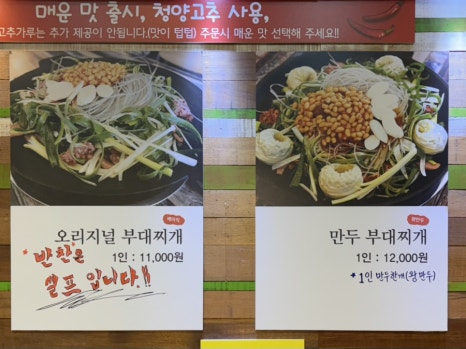 매운 맛 출시, 청양고추 사용,
고추가루는 추가 제공이 안됩니다.(맛이 텁텁) 주문시 매운 맛 선택해 주세요!!
오리지널 부대찌개
1인 : 11,000원
* 반찬은
셀프 입니다.!!
만두 부대찌개
1인 : 12,000원
* 1인 만두한개(왕만두)